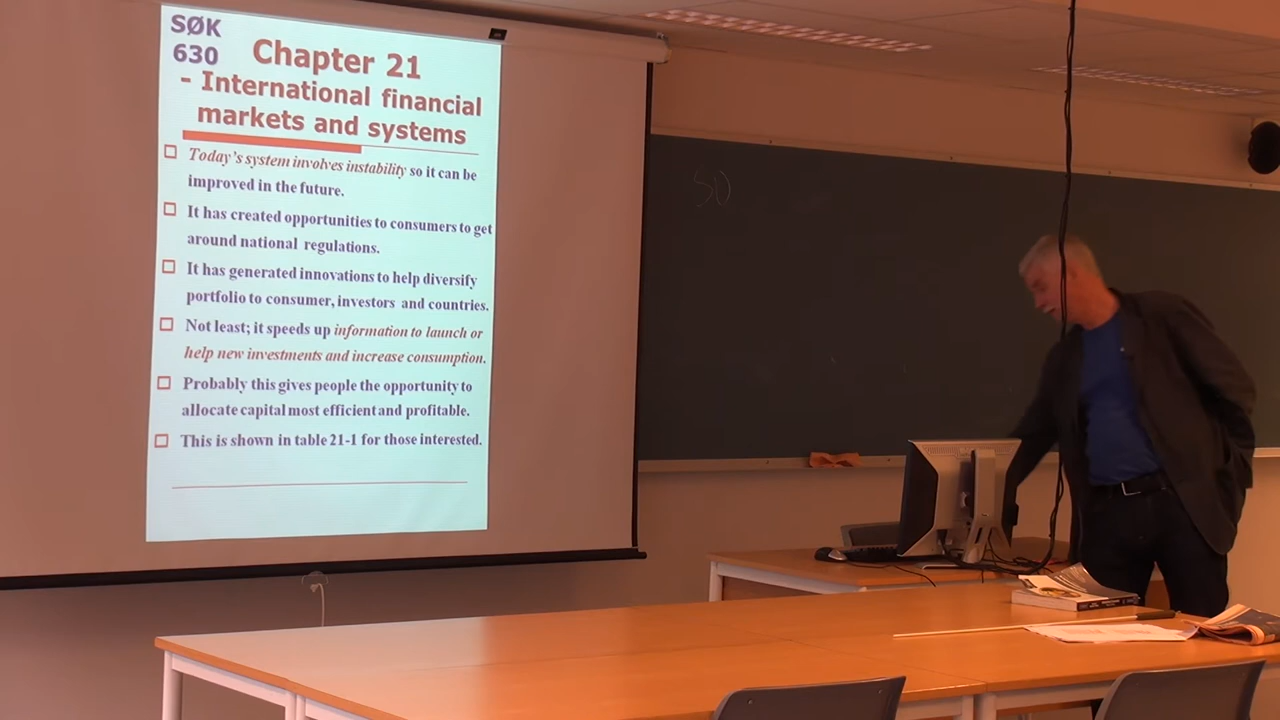 SØK
630
Chapter 21
- International financial
markets and systems
Today's system involves instability so it can be
improved in the future.
It has created opportunities to consumers to get
around national regulations.
It has generated innovations to help diversify
portfolio to consumer, investors and countries.
Not least; it speeds up information to launch or
help new investments and increase consumption.
Probably this gives people the opportunity to
allocate capital most efficient and profitable.
This is shown in table 21-1 for those interested.